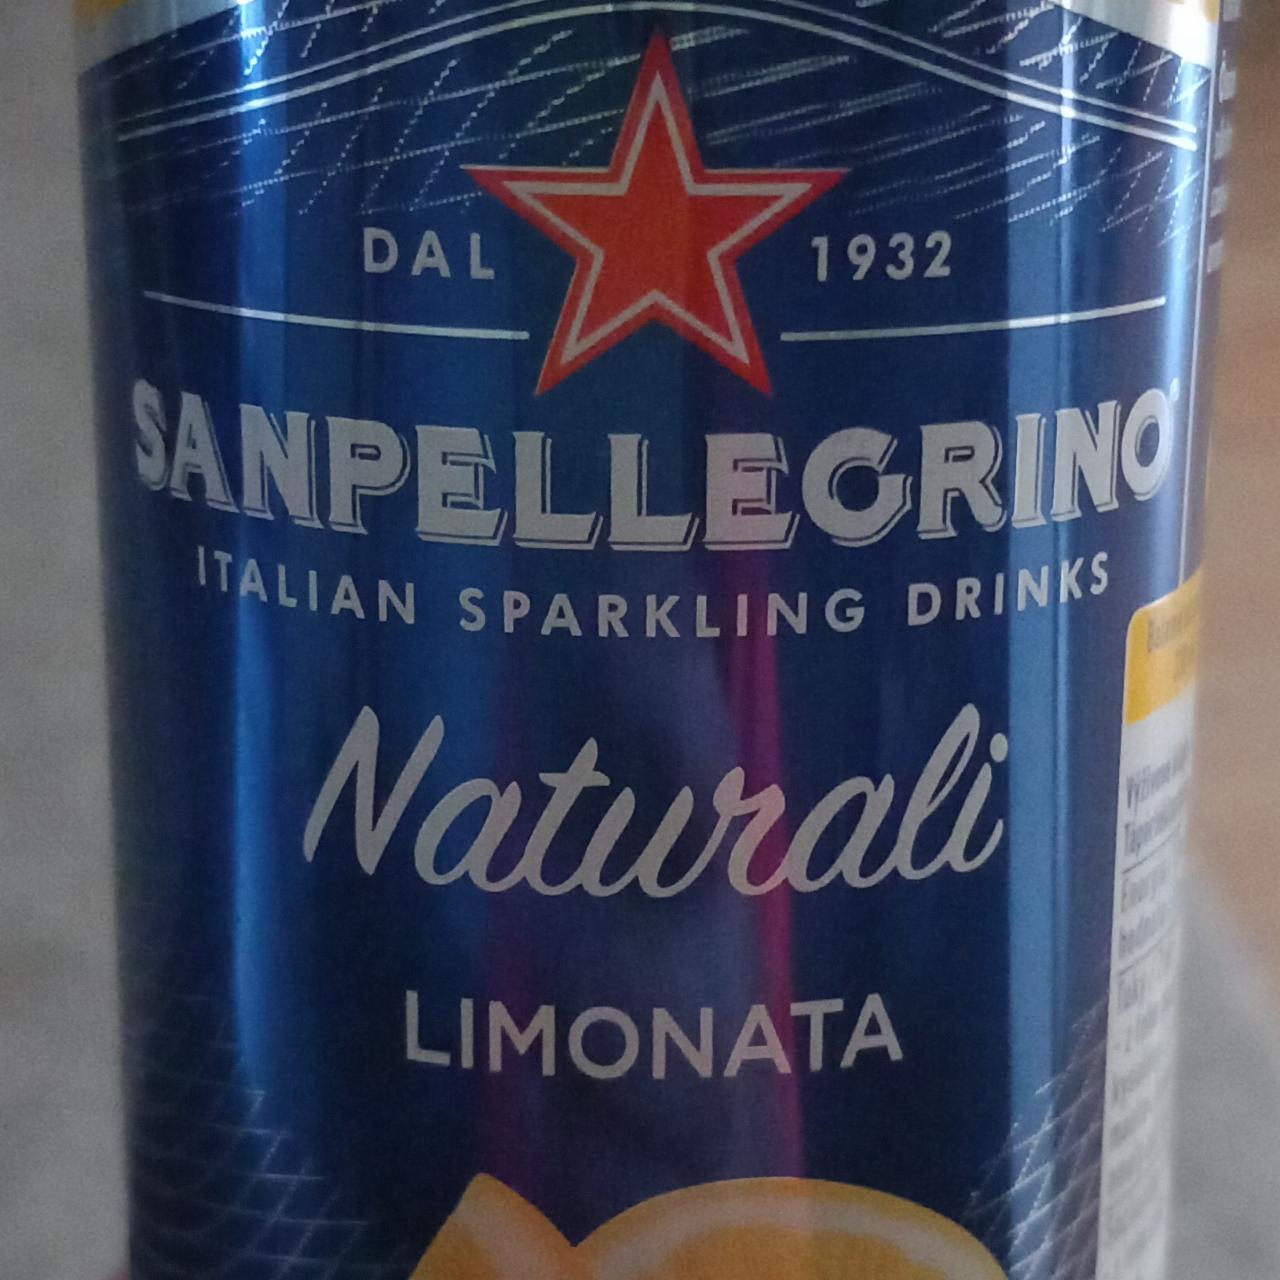 DAL 1932
SANPELLEGRINO
ITALIAN SPARKLING DRINKS
Naturali
LIMONATA